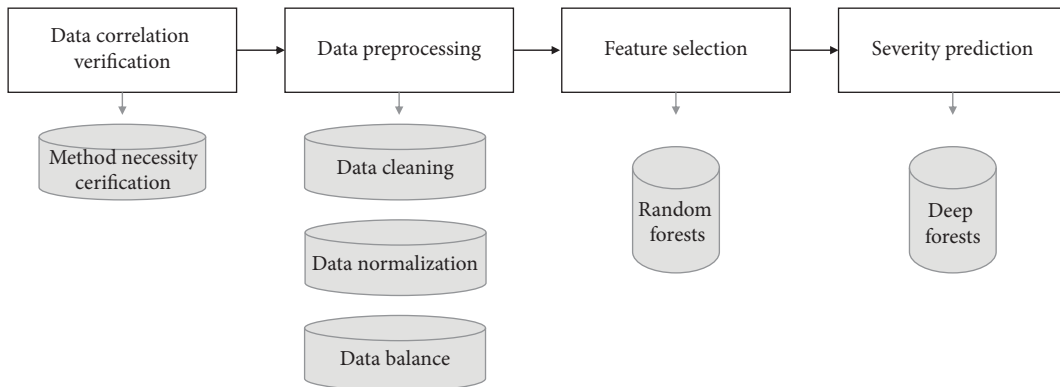 Data correlation
verification
Data preprocessing
Feature selection
Severity prediction
Method necessity
cerification
Data cleaning
Data normalization
Data balance
Random
forests
Deep
forests